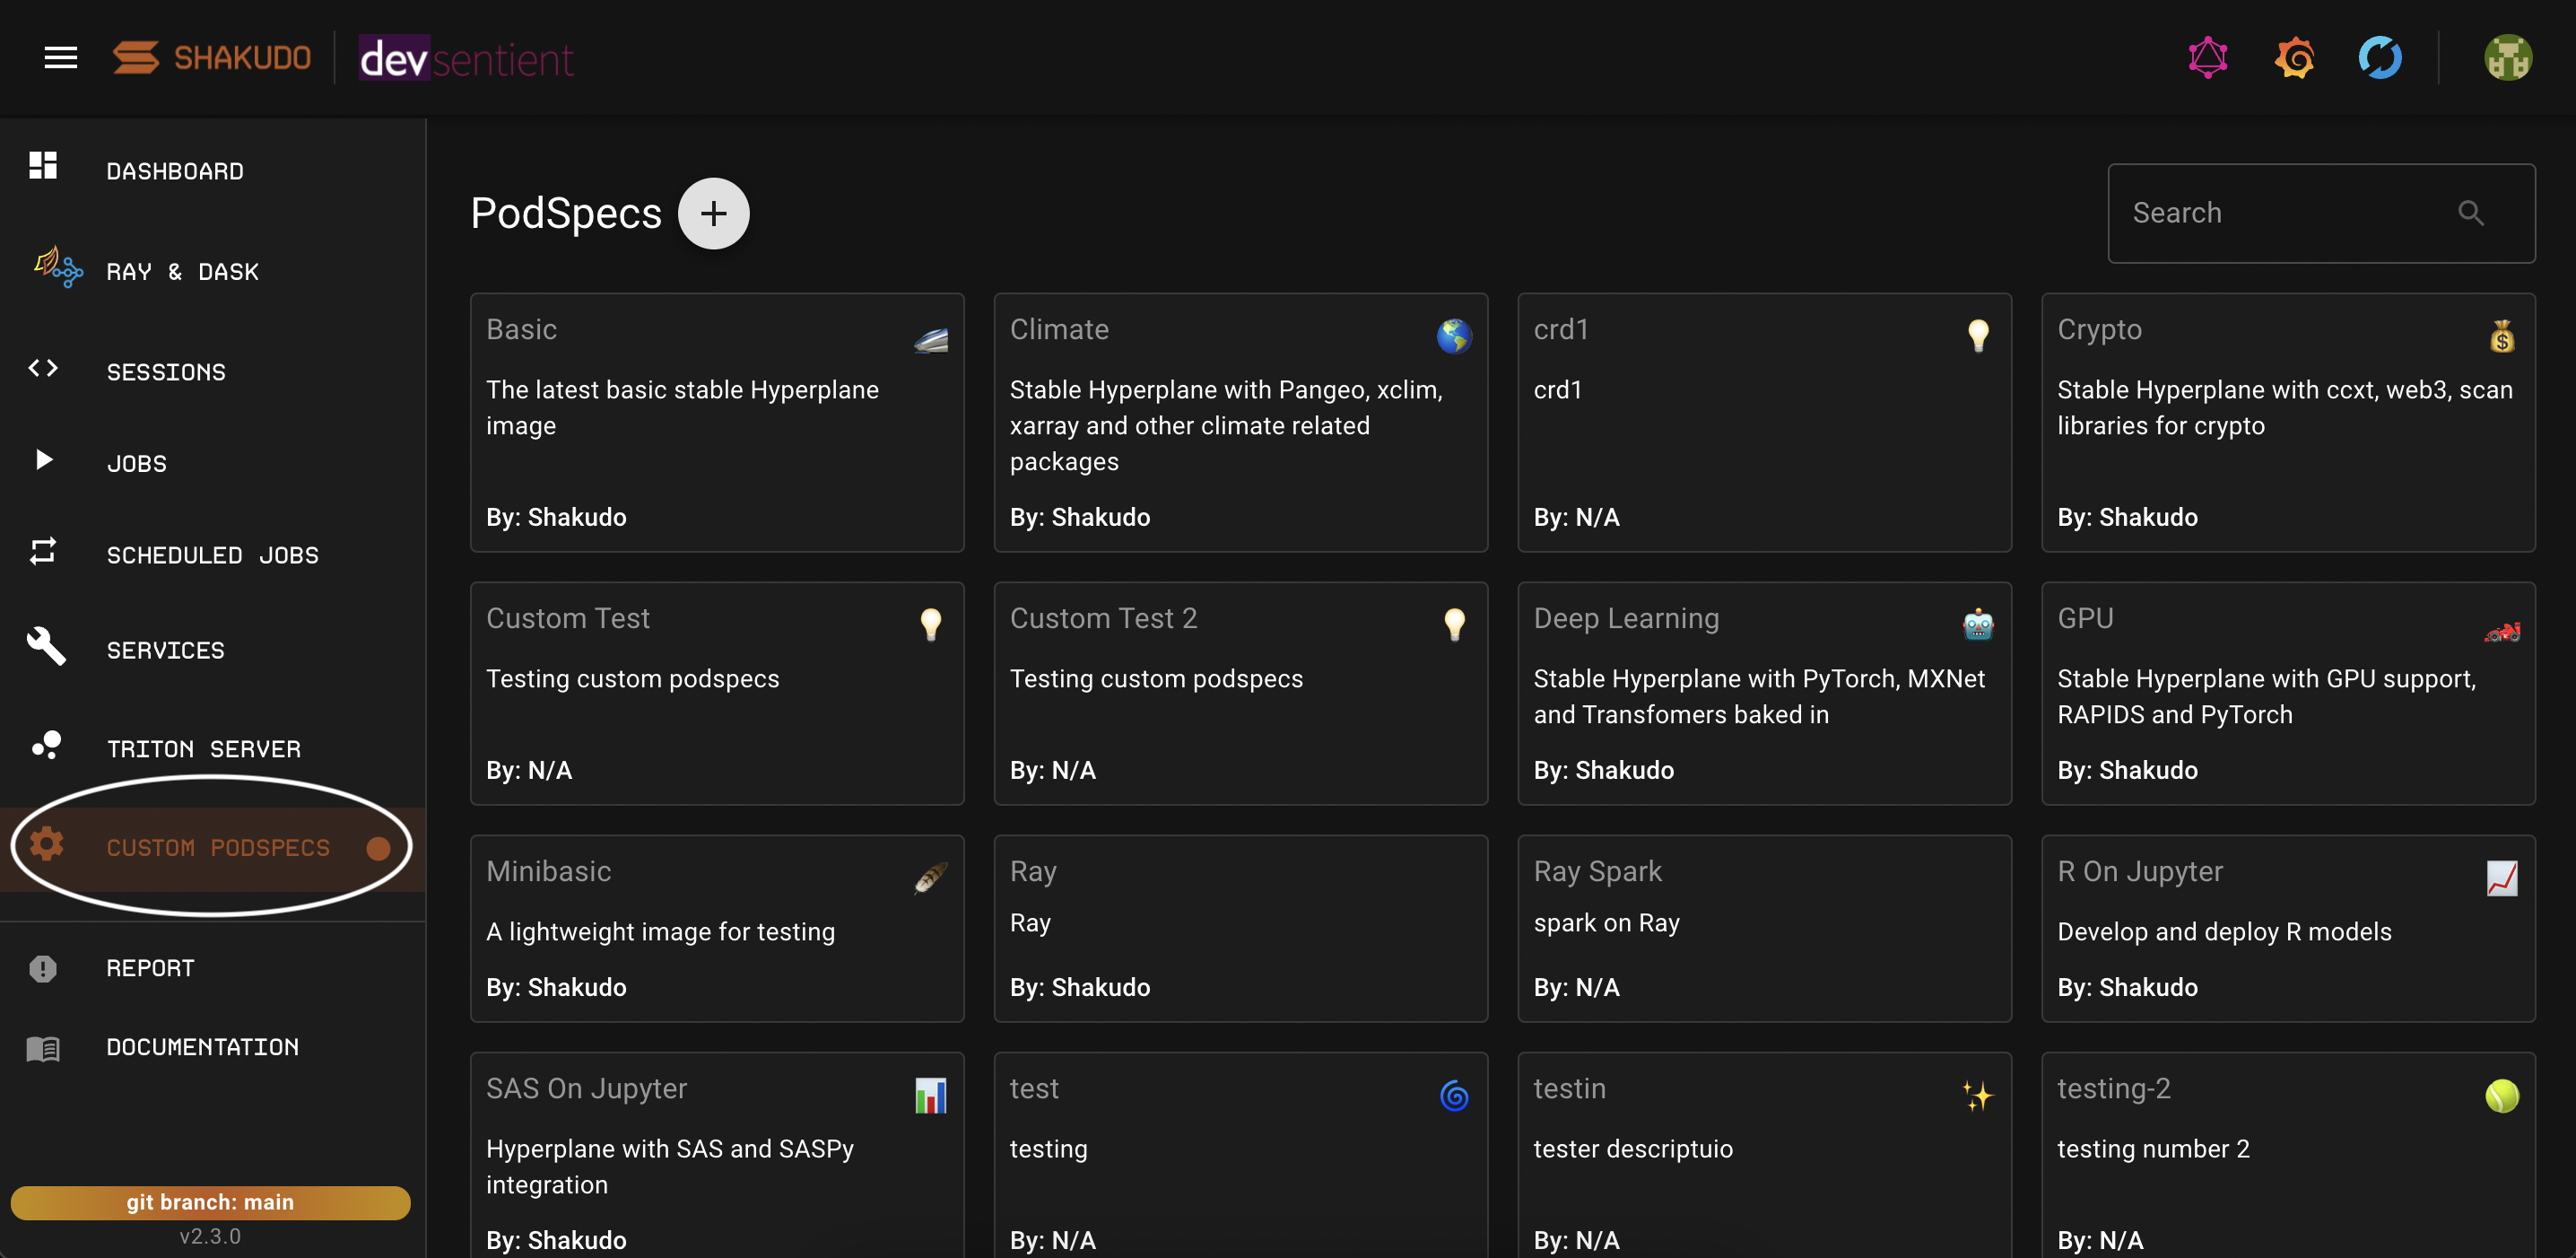 SHAKUDO
devsentient
DASHBOARD
RAY & DASK
SESSIONS
JOBS
SCHEDULED JOBS
SERVICES
TRITON SERVER
CUSTOM PODSPECS
REPORT
DOCUMENTATION
git branch: main
v2.3.0
PodSpecs
Search
Basic
The latest basic stable Hyperplane
image
By: Shakudo
Climate
Stable Hyperplane with Pangeo, xclim,
xarray and other climate related
packages
By: Shakudo
crd1
crd1
By: N/A
Crypto
Stable Hyperplane with ccxt, web3, scan
libraries for crypto
By: Shakudo
Custom Test
Testing custom podspecs
By: N/A
Custom Test 2
Testing custom podspecs
By: N/A
Deep Learning
Stable Hyperplane with PyTorch, MXNet
and Transfomers baked in
By: Shakudo
GPU
Stable Hyperplane with GPU support,
RAPIDS and PyTorch
By: Shakudo
Minibasic
A lightweight image for testing
By: Shakudo
Ray
Ray
By: Shakudo
Ray Spark
spark on Ray
By: N/A
R On Jupyter
Develop and deploy R models
By: Shakudo
SAS On Jupyter
Hyperplane with SAS and SASPy
integration
By: Shakudo
test
testing
By: N/A
testin
tester descriptuio
By: N/A
testing-2
testing number 2
By: N/A